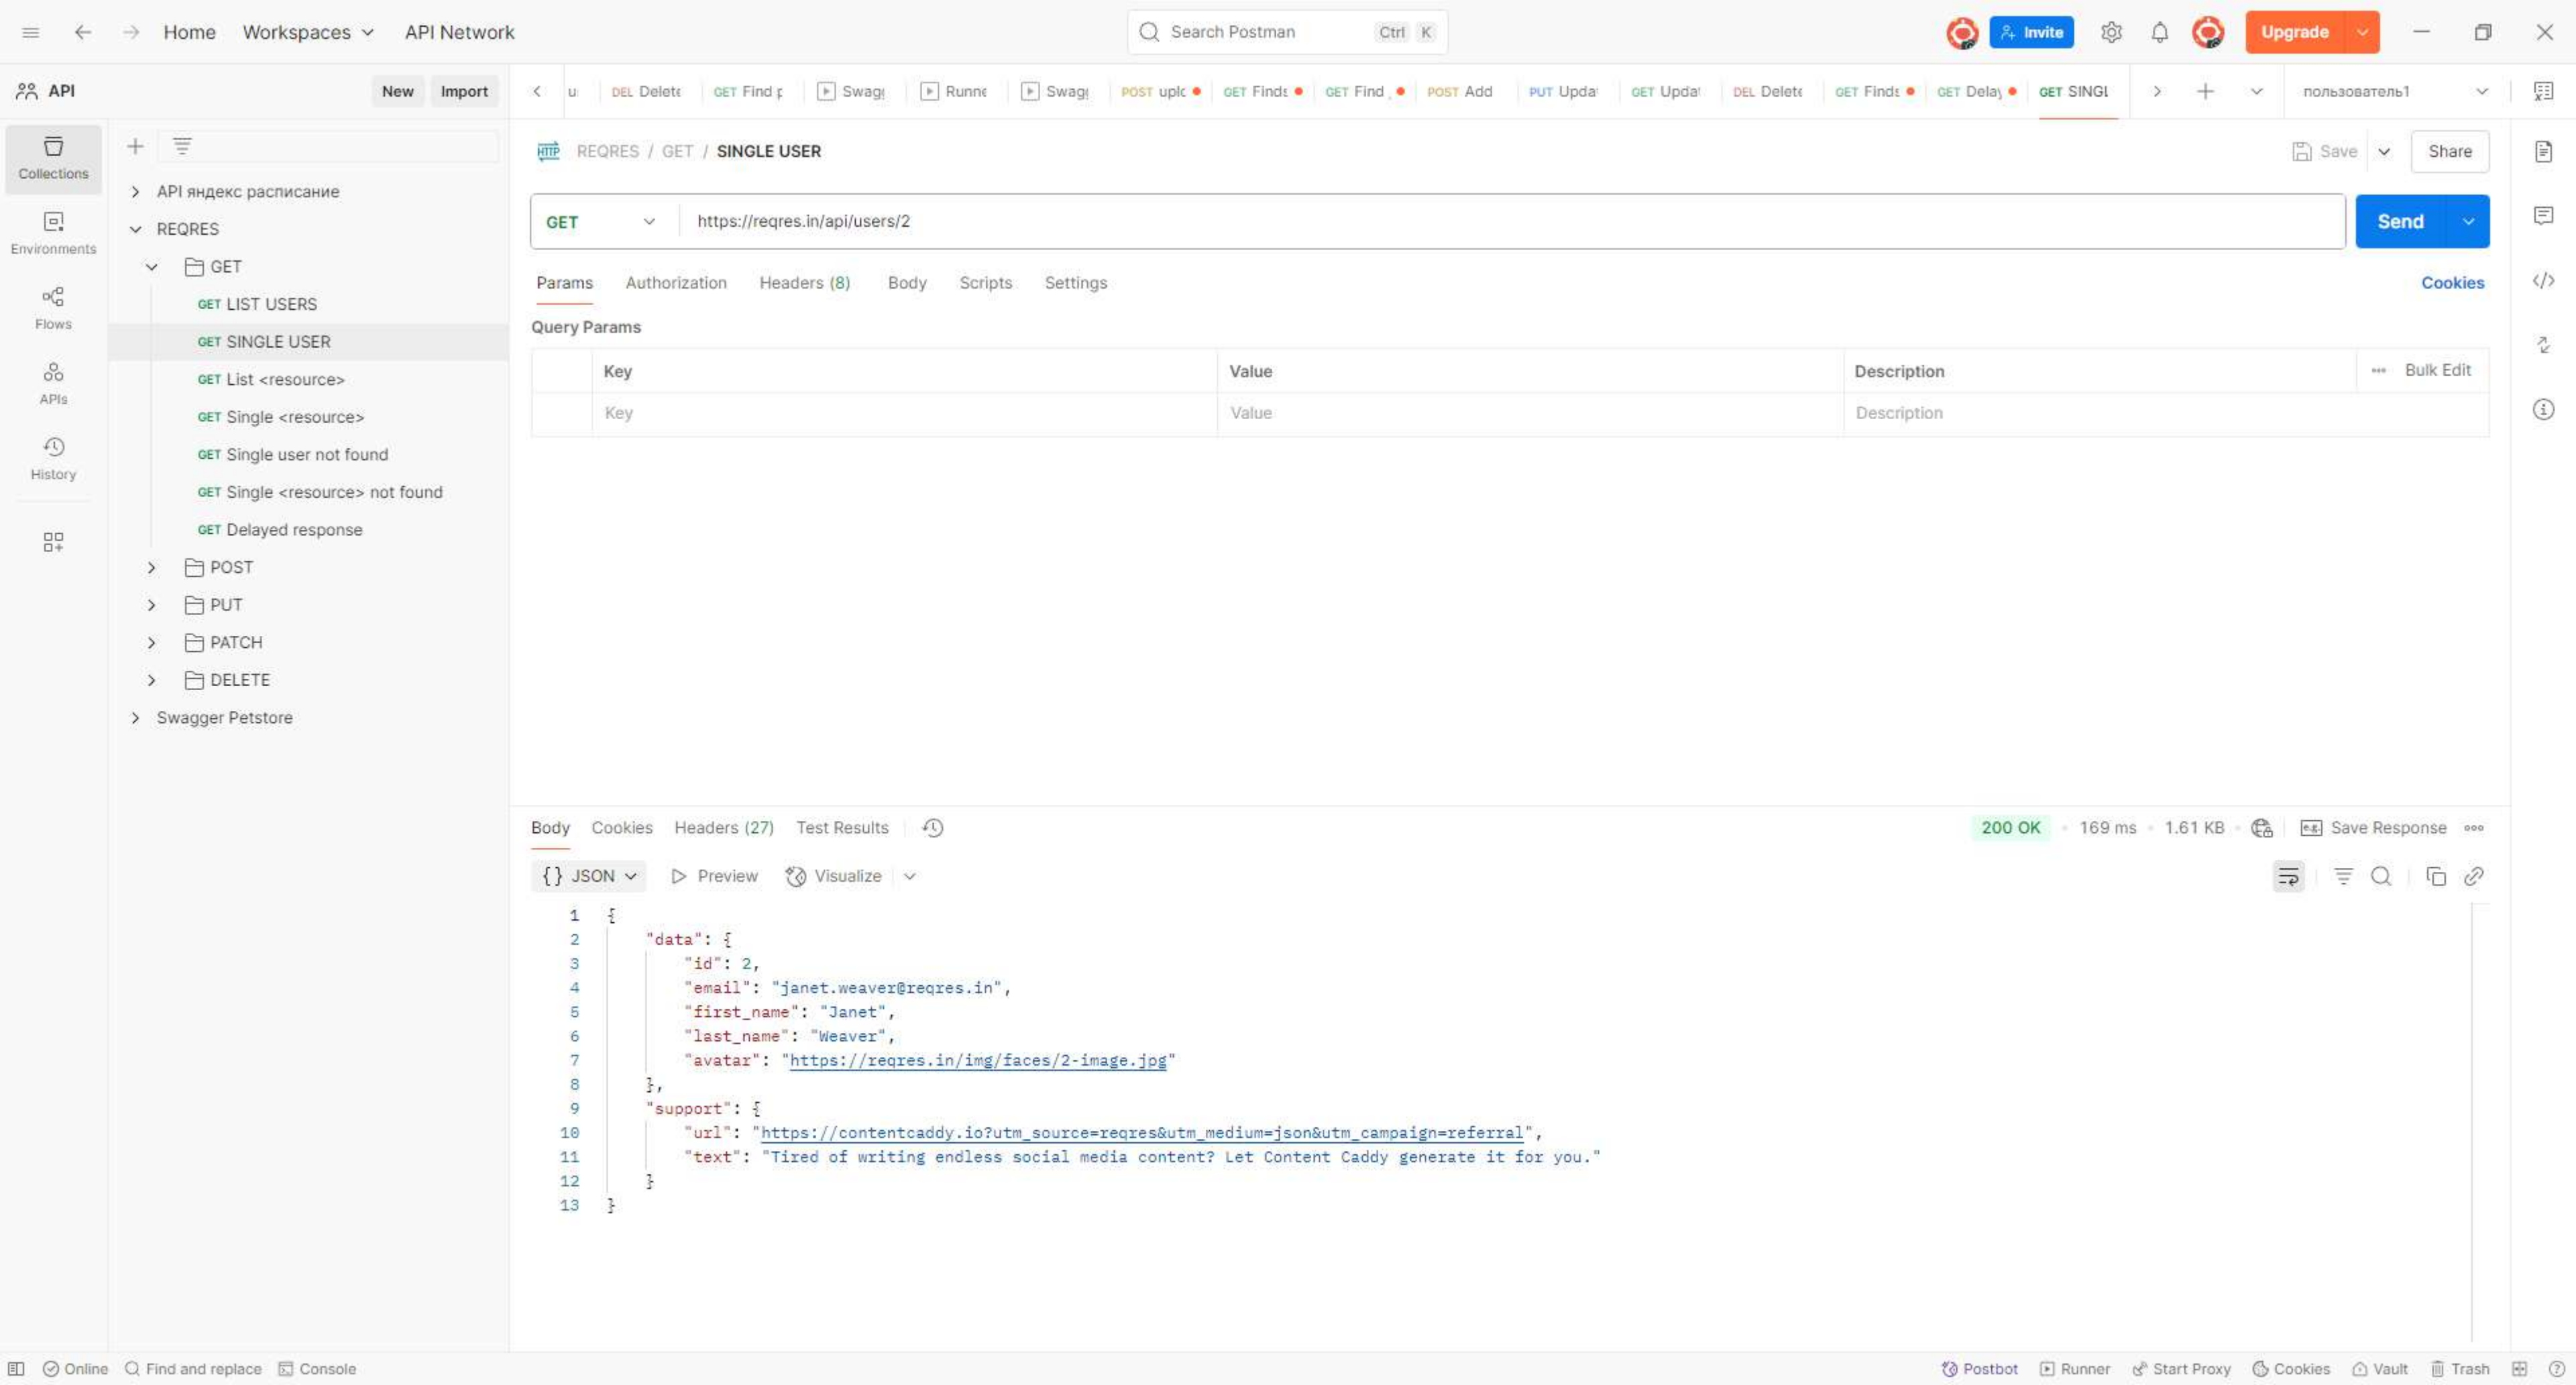 Home Workspaces API Network Search Postman Ctrl K Invite Upgrade
API New Import u DEL Delete GET Find p Swagg Runne Swagg POST uplo GET Finds GET Find POST Add PUT Upda GET Upda DEL Delete GET Finds GET Delay GET SINGL пользователь1
Collections
Environments
Flows
APIs
History
API яндекс расписание
REQRES
GET
GET LIST USERS
GET SINGLE USER
GET List <resource>
GET Single <resource>
GET Single user not found
GET Single <resource> not found
GET Delayed response
POST
PUT
PATCH
DELETE
Swagger Petstore
HTTP REQRES / GET / SINGLE USER Save Share
GET https://reqres.in/api/users/2 Send
Params Authorization Headers (8) Body Scripts Settings Cookies
Query Params
Key Value Description Bulk Edit
Key Value Description
Body Cookies Headers (27) Test Results 200 OK 169 ms 1.61 KB e.g. Save Response
{} JSON Preview Visualize
1 {
2 "data": {
3 "id": 2,
4 "email": "janet.weaver@reqres.in",
5 "first_name": "Janet",
6 "last_name": "Weaver",
7 "avatar": "https://reqres.in/img/faces/2-image.jpg"
8 },
9 "support": {
10 "url": "https://contentcaddy.io?utm_source=reqres&utm_medium=json&utm_campaign=referral",
11 "text": "Tired of writing endless social media content? Let Content Caddy generate it for you."
12 }
13 }
Online Find and replace Console Postbot Runner Start Proxy Cookies Vault Trash